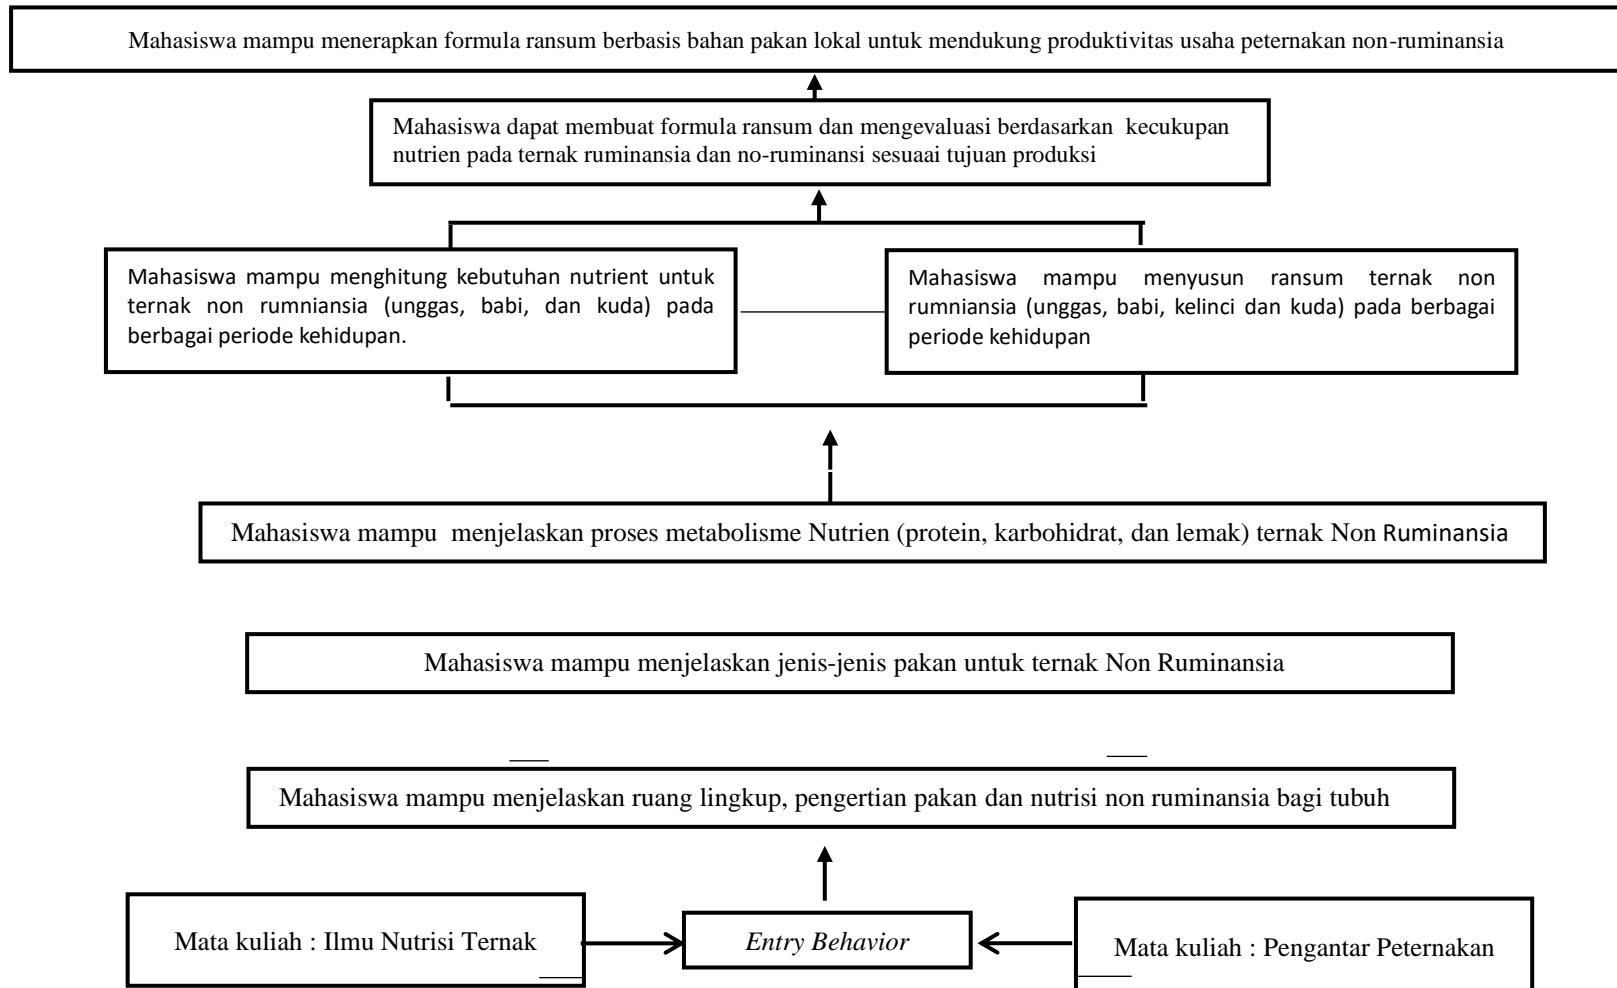 Mahasiswa mampu menerapkan formula ransum berbasis bahan pakan lokal untuk mendukung produktivitas usaha peternakan non-ruminansia
Mahasiswa dapat membuat formula ransum dan mengevaluasi berdasarkan kecukupan
nutrien pada ternak ruminansia dan no-ruminansi sesuaai tujuan produksi
Mahasiswa mampu menghitung kebutuhan nutrient untuk
ternak non rumniansia (unggas, babi, dan kuda) pada
berbagai periode kehidupan.
Mahasiswa mampu menyusun ransum ternak non
rumniansia (unggas, babi, kelinci dan kuda) pada berbagai
periode kehidupan
Mahasiswa mampu menjelaskan proses metabolisme Nutrien (protein, karbohidrat, dan lemak) ternak Non Ruminansia
Mahasiswa mampu menjelaskan jenis-jenis pakan untuk ternak Non Ruminansia
Mahasiswa mampu menjelaskan ruang lingkup, pengertian pakan dan nutrisi non ruminansia bagi tubuh
Mata kuliah : Ilmu Nutrisi Ternak
Entry Behavior
Mata kuliah : Pengantar Peternakan